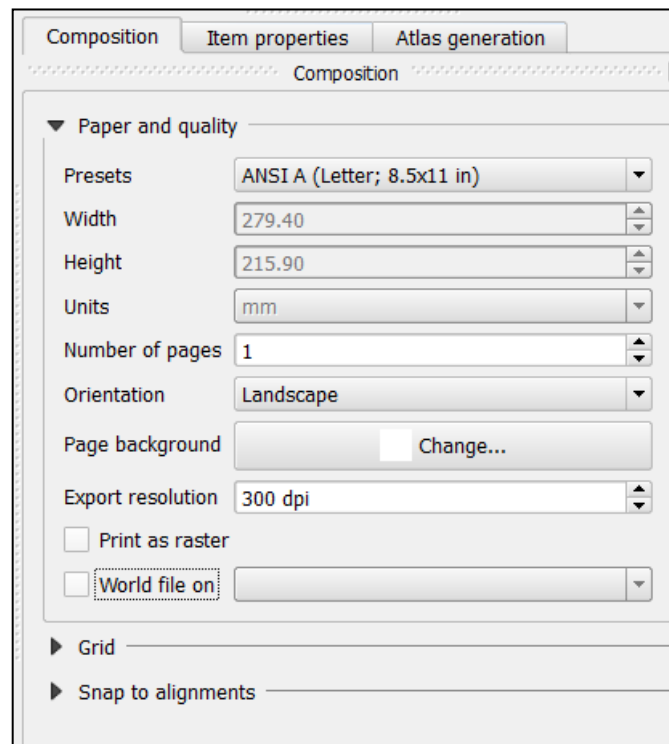 Composition Item properties Atlas generation
Composition
Paper and quality
Presets ANSI A (Letter; 8.5x11 in)
Width 279.40
Height 215.90
Units mm
Number of pages 1
Orientation Landscape
Page background Change...
Export resolution 300 dpi
Print as raster
World file on
Grid
Snap to alignments